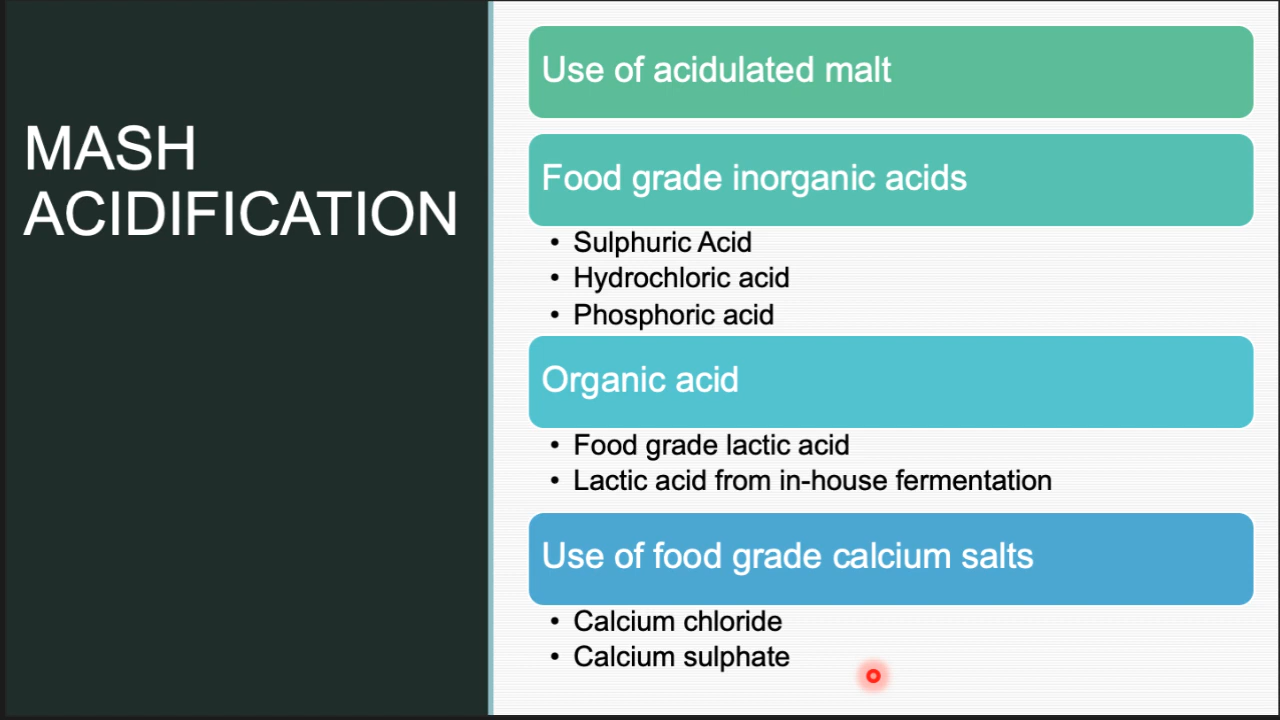 MASH
ACIDIFICATION
Use of acidulated malt
Food grade inorganic acids
• Sulphuric Acid
• Hydrochloric acid
• Phosphoric acid
Organic acid
• Food grade lactic acid
• Lactic acid from in-house fermentation
Use of food grade calcium salts
• Calcium chloride
• Calcium sulphate